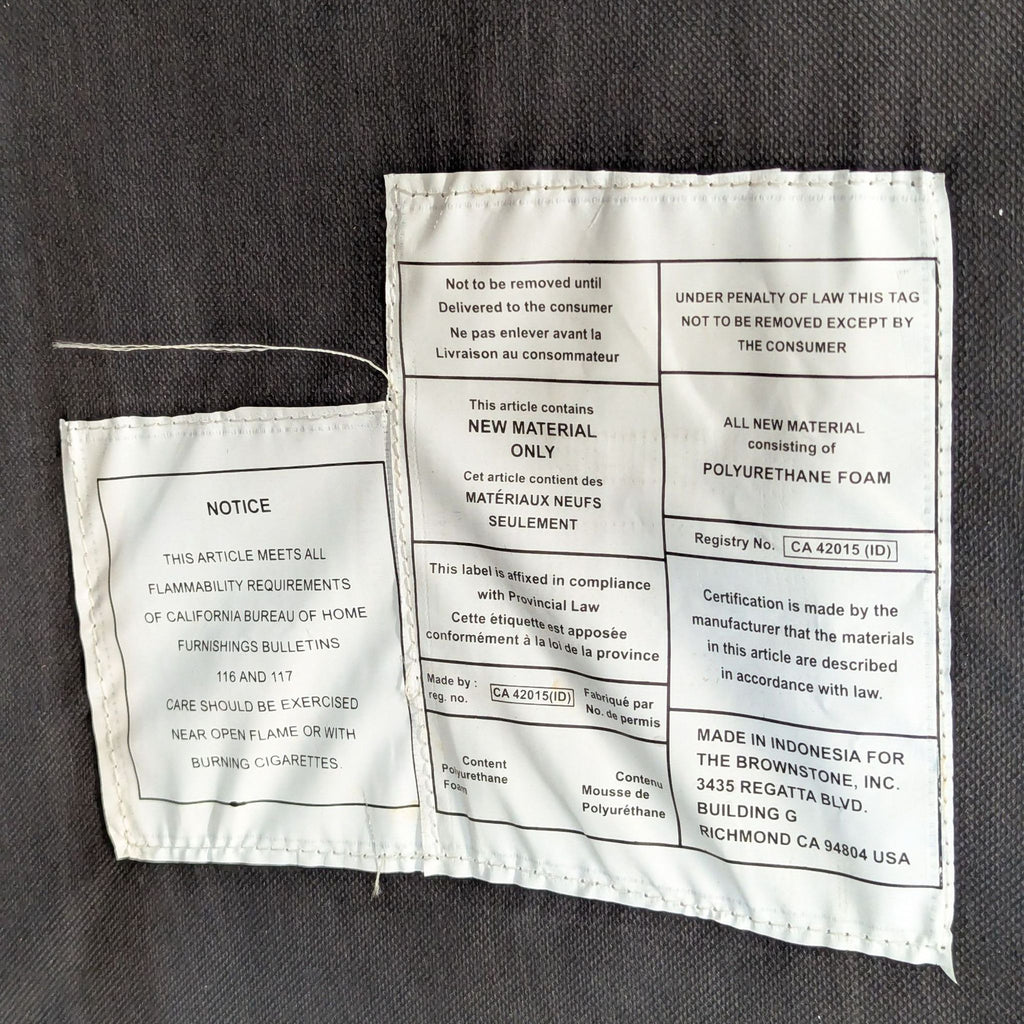 NOTICE
THIS ARTICLE MEETS ALL
FLAMMABILITY REQUIREMENTS
OF CALIFORNIA BUREAU OF HOME
FURNISHINGS BULLETINS
116 AND 117
CARE SHOULD BE EXERCISED
NEAR OPEN FLAME OR WITH
BURNING CIGARETTES.
Not to be removed until
Delivered to the consumer
Ne pas enlever avant la
Livraison au consommateur
This article contains
NEW MATERIAL
ONLY
Cet article contient des
MATÉRIAUX NEUFS
SEULEMENT
This label is affixed in compliance
with Provincial Law
Cette étiquette est apposée
conformément à la loi de la province
Made by :
reg. no.
CA 42015(ID)
Fabriqué par
No. de permis
Content
Polyurethane
Foam
Contenu
Mousse de
Polyuréthane
UNDER PENALTY OF LAW THIS TAG
NOT TO BE REMOVED EXCEPT BY
THE CONSUMER
ALL NEW MATERIAL
consisting of
POLYURETHANE FOAM
Registry No. CA 42015 (ID)
Certification is made by the
manufacturer that the materials
in this article are described
in accordance with law.
MADE IN INDONESIA FOR
THE BROWNSTONE, INC.
3435 REGATTA BLVD.
BUILDING G
RICHMOND CA 94804 USA